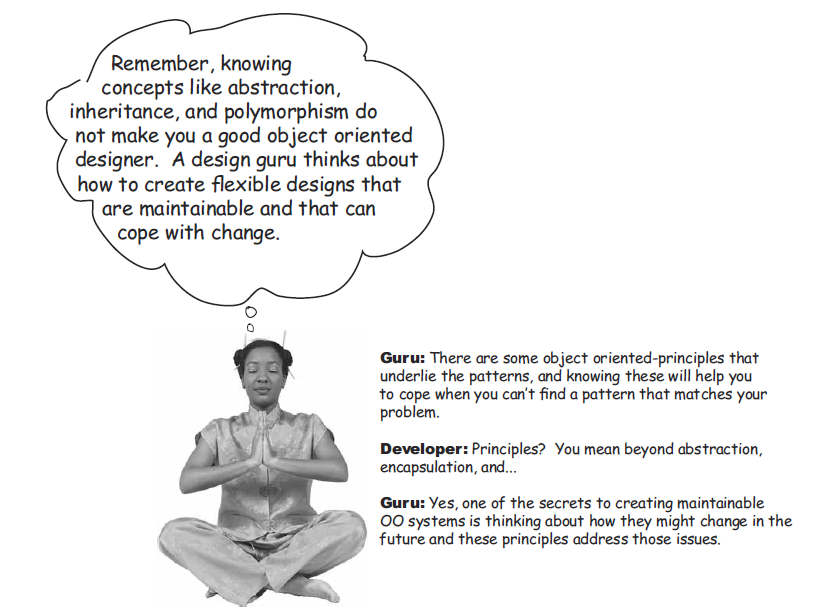 Remember, knowing
concepts like abstraction,
inheritance, and polymorphism do
not make you a good object oriented
designer. A design guru thinks about
how to create flexible designs that
are maintainable and that can
cope with change.
Guru: There are some object oriented-principles that
underlie the patterns, and knowing these will help you
to cope when you can't find a pattern that matches your
problem.
Developer: Principles? You mean beyond abstraction,
encapsulation, and...
Guru: Yes, one of the secrets to creating maintainable
OO systems is thinking about how they might change in the
future and these principles address those issues.